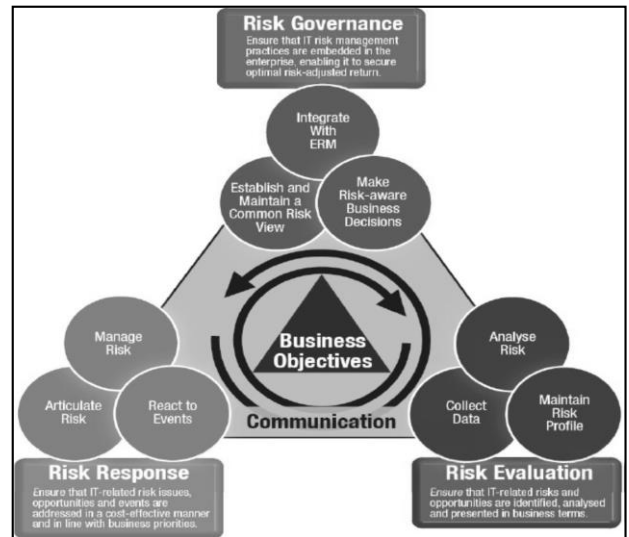 Risk Governance
Ensure that IT risk management
practices are embedded in the
enterprise, enabling it to secure
optimal risk-adjusted return.
Integrate
With
ERM
Establish and
Maintain a
Common Risk
View
Make
Risk-aware
Business
Decisions
Manage
Risk
Articulate
Risk
React to
Events
Business
Objectives
Communication
Analyse
Risk
Collect
Data
Maintain
Risk
Profile
Risk Response
Ensure that IT-related risk issues,
opportunities and events are
addressed in a cost-effective manner
and in line with business priorities.
Risk Evaluation
Ensure that IT-related risks and
opportunities are identified, analysed
and presented in business terms.